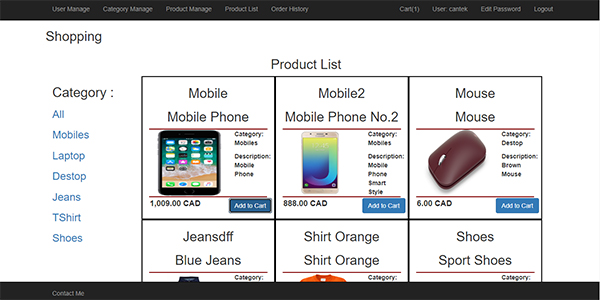 User Manage Category Manage Product Manage Product List Order History Cart(1) User: cantek Edit Password Logout
Shopping
Product List
Category :
All
Mobiles
Laptop
Destop
Jeans
TShirt
Shoes
Mobile
Mobile Phone
Category:
Mobiles
Description:
Mobile
Phone
1,009.00 CAD Add to Cart
Mobile2
Mobile Phone No.2
Category:
Mobiles
Description:
Mobile
Phone
Smart
Style
888.00 CAD Add to Cart
Mouse
Mouse
Category:
Destop
Description:
Brown
Mouse
6.00 CAD Add to Cart
Jeansdff
Blue Jeans
Category:
Shirt Orange
Shirt Orange
Category:
Shoes
Sport Shoes
Category:
Contact Me